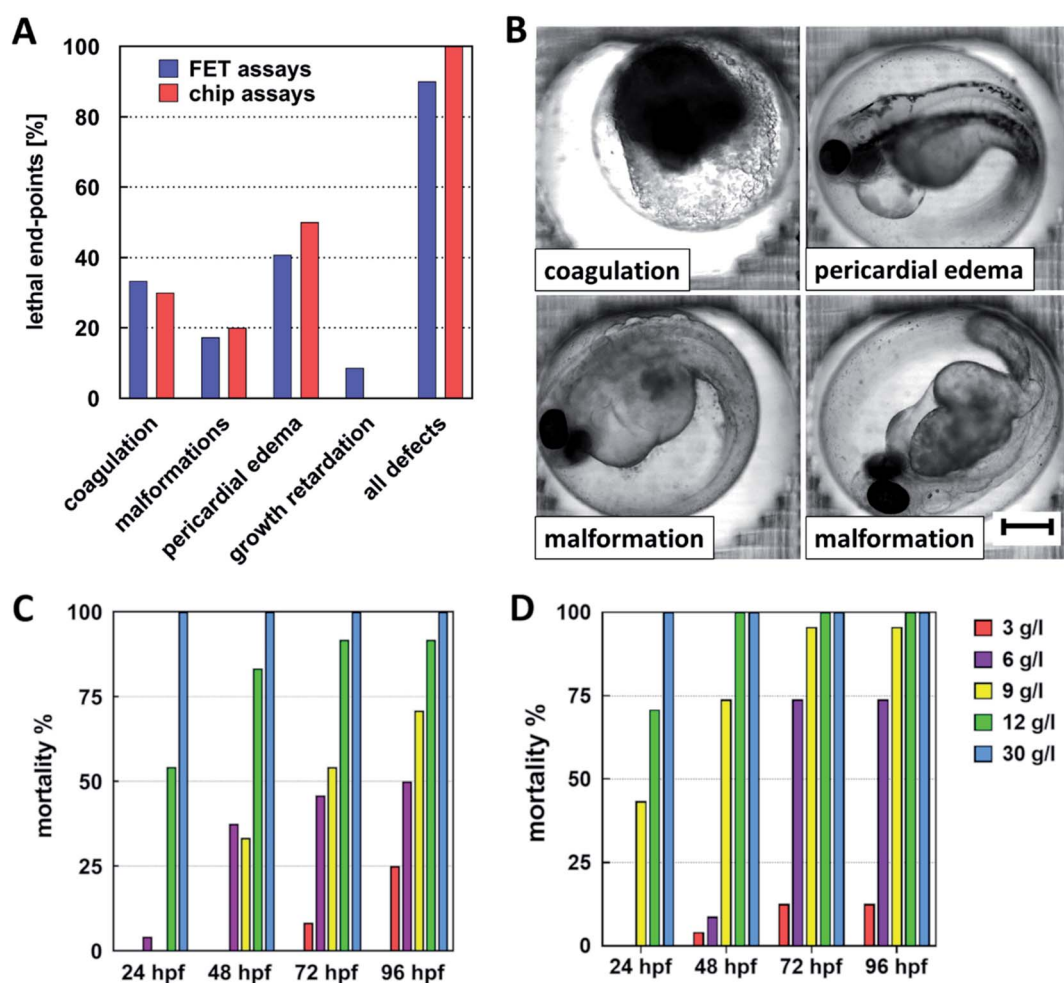 A
100
80
60
40
20
0
lethal end-points [%]
FET assays
chip assays
coagulation
malformations
pericardial edema
growth retardation
all defects
B
coagulation
pericardial edema
malformation
malformation
C
100
75
50
25
0
mortality %
24 hpf
48 hpf
72 hpf
96 hpf
D
100
75
50
25
0
mortality %
24 hpf
48 hpf
72 hpf
96 hpf
3 g/l
6 g/l
9 g/l
12 g/l
30 g/l